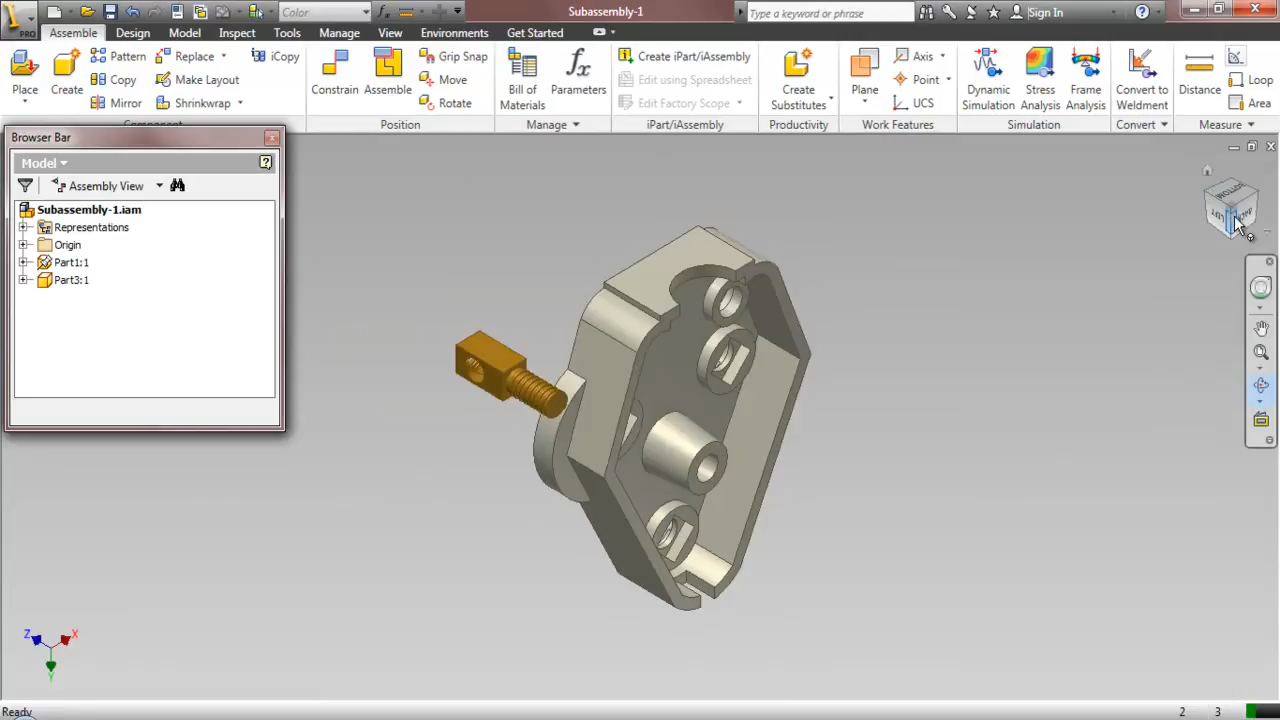 PRO
Color
Subassembly-1
Type a keyword or phrase
Sign In
Assemble
Design
Model
Inspect
Tools
Manage
View
Environments
Get Started
Place
Create
Pattern
Copy
Mirror
Replace
Make Layout
Shrinkwrap
iCopy
Component
Constrain
Assemble
Grip Snap
Move
Rotate
Position
Bill of
Materials
fx
Parameters
Manage
Create iPart/iAssembly
Edit using Spreadsheet
Edit Factory Scope
iPart/iAssembly
Create
Substitutes
Productivity
Plane
Axis
Point
UCS
Work Features
Dynamic
Simulation
Stress
Analysis
Frame
Analysis
Simulation
Convert to
Weldment
Convert
Distance
Loop
Area
Measure
Browser Bar
Model
Assembly View
Subassembly-1.iam
Representations
Origin
Part1:1
Part3:1
BOTTOM
Z
X
Y
Ready
2
3